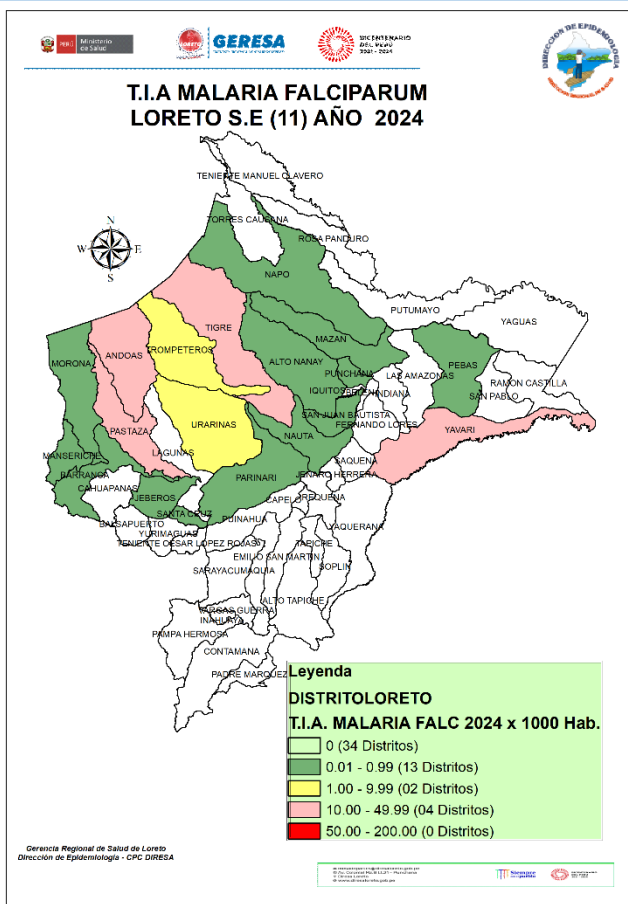 PERÚ
Ministerio
de Salud
LORETO
GERESA
BICENTENARIO
DEL PERÚ
2021 - 2024
DIRECCION DE EPIDEMIOLOGIA
T.I.A MALARIA FALCIPARUM
LORETO S.E (11) AÑO 2024
N
W E
S
TENIENTE MANUEL CLAVERO
TORRES CAUSANA
ROSA PANDURO
NAPO
PUTUMAYO
YAGUAS
TIGRE
MAZAN
TROMPETEROS
ANDOAS
MORONA
ALTO NANAY
PUNCHANA
PEBAS
LAS AMAZONAS
RAMON CASTILLA
IQUITOS
BELEN
INDIANA
SAN PABLO
SAN JUAN BAUTISTA
FERNANDO LORES
URARINAS
PASTAZA
NAUTA
YAVARI
LAGUNAS
MANSERICHE
SAQUENA
BARRANCA
PARINARI
JENARO HERRERA
CAHUAPANAS
JEBEROS
CAPELO
REQUENA
SANTA CRUZ
PUINAHUA
BALSAPUERTO
YAQUERANA
YURIMAGUAS
TENIENTE CESAR LOPEZ ROJAS
TAPICHE
EMILIO SAN MARTIN
SOPLIN
SARAYACU
MAQUIA
ALTO TAPICHE
VARGAS GUERRA
INAHUAYA
PAMPA HERMOSA
CONTAMANA
PADRE MARQUEZ
Leyenda
DISTRITOLORETO
T.I.A. MALARIA FALC 2024 x 1000 Hab.
0 (34 Distritos)
0.01 - 0.99 (13 Distritos)
1.00 - 9.99 (02 Distritos)
10.00 - 49.99 (04 Distritos)
50.00 - 200.00 (0 Distritos)
Gerencia Regional de Salud de Loreto
Dirección de Epidemiologia - CPC DIRESA
Siempre